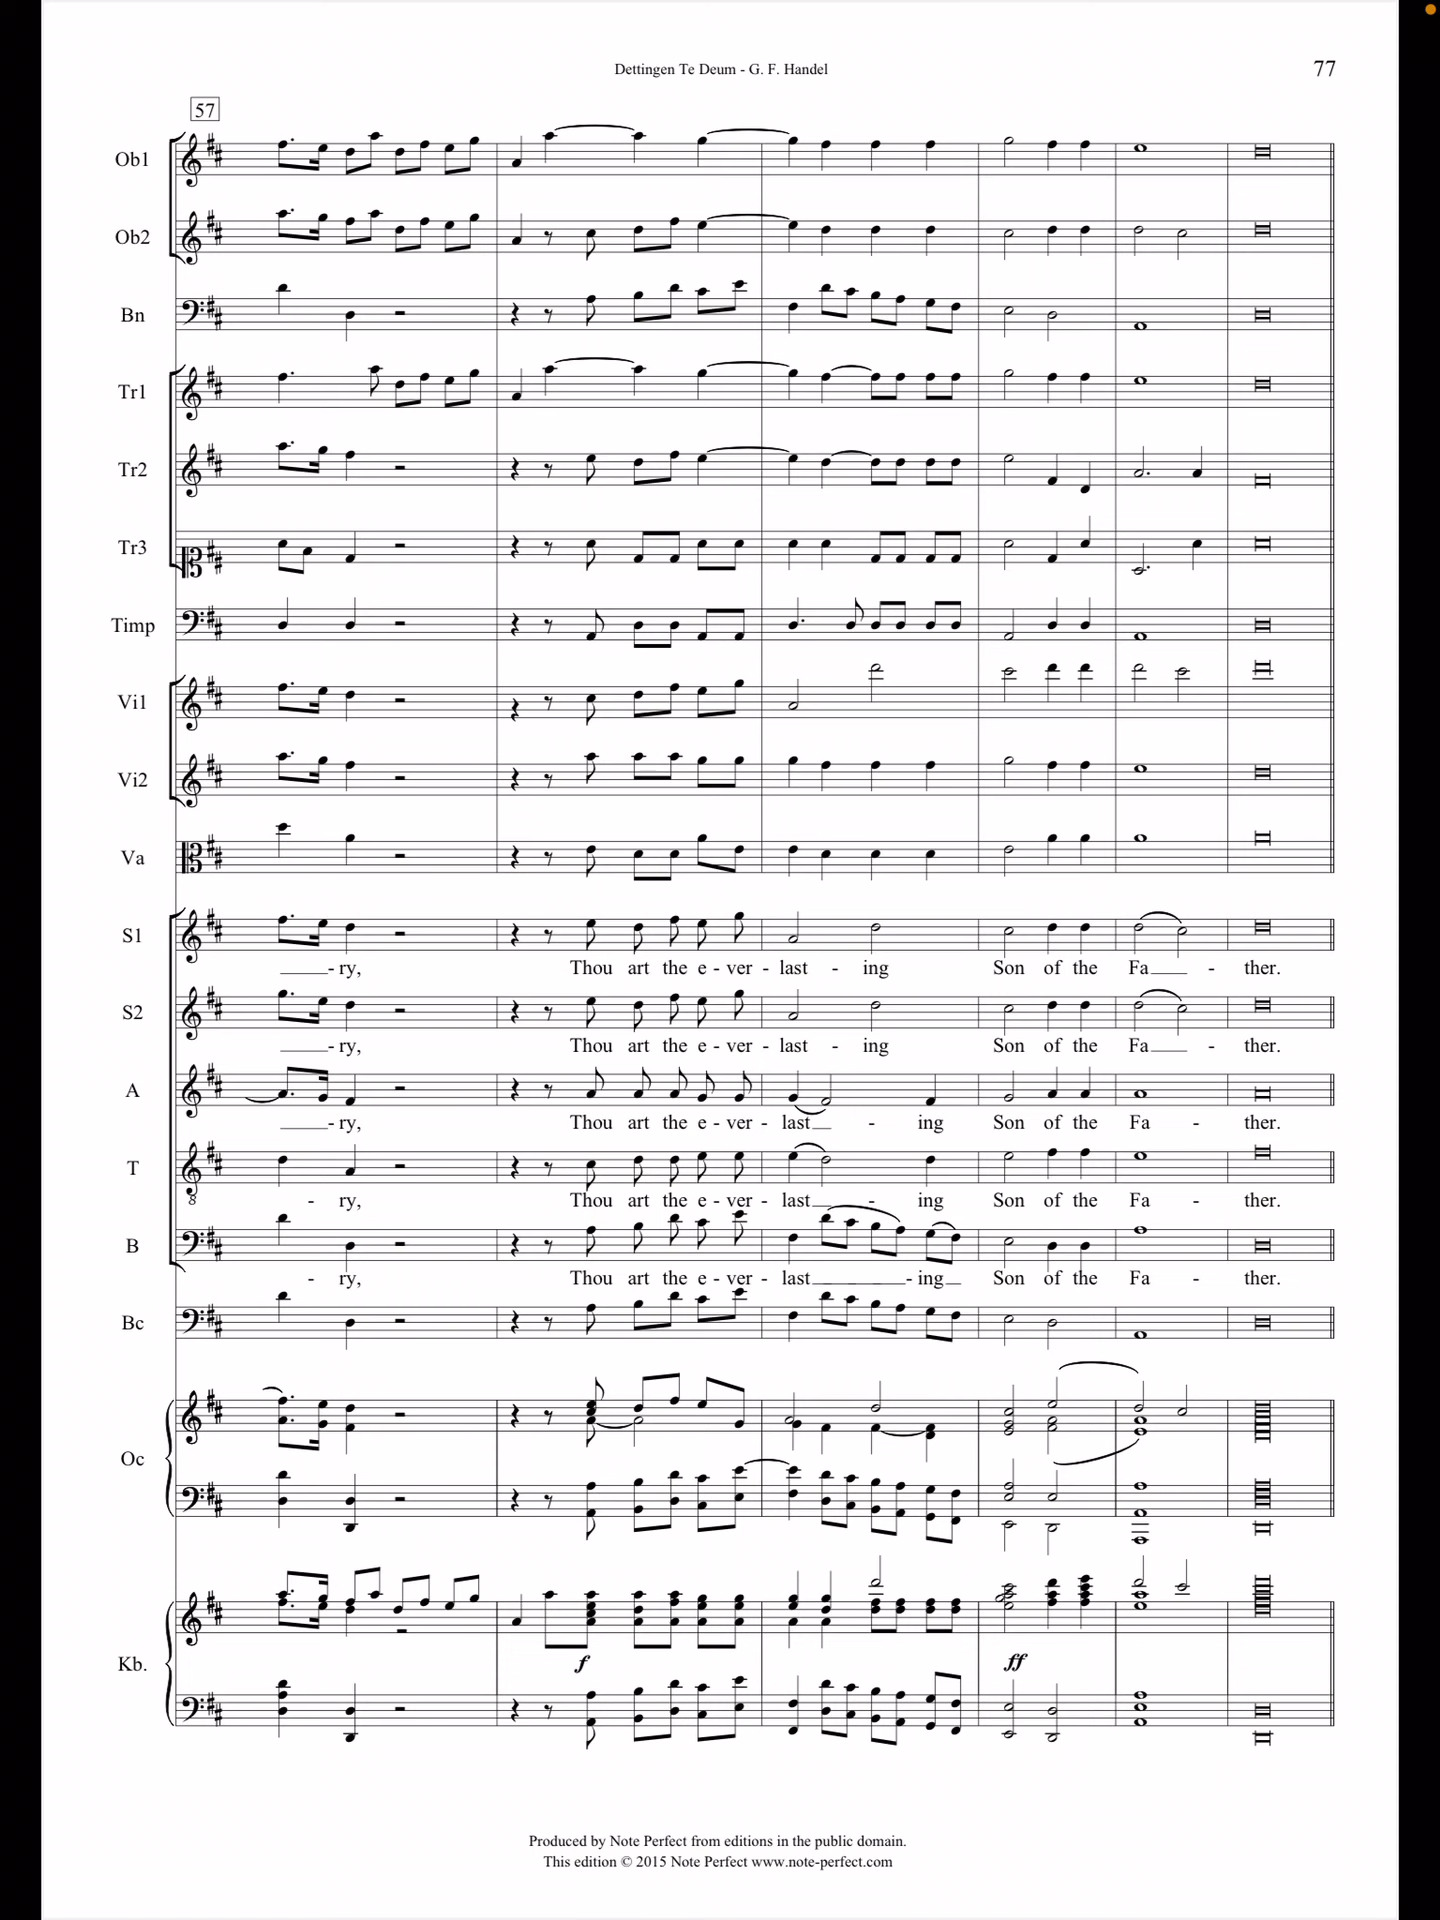 Dettingen Te Deum - G. F. Handel
77
57
Ob1
Ob2
Bn
Tr1
Tr2
Tr3
Timp
Vi1
Vi2
Va
S1
- ry, Thou art the e - ver - last - ing Son of the Fa - ther.
S2
- ry, Thou art the e - ver - last - ing Son of the Fa - ther.
A
- ry, Thou art the e - ver - last - ing Son of the Fa - ther.
T
8
- ry, Thou art the e - ver - last - ing Son of the Fa - ther.
B
- ry, Thou art the e - ver - last - ing Son of the Fa - ther.
Bc
Oc
Kb.
f
ff
Produced by Note Perfect from editions in the public domain.
This edition © 2015 Note Perfect www.note-perfect.com